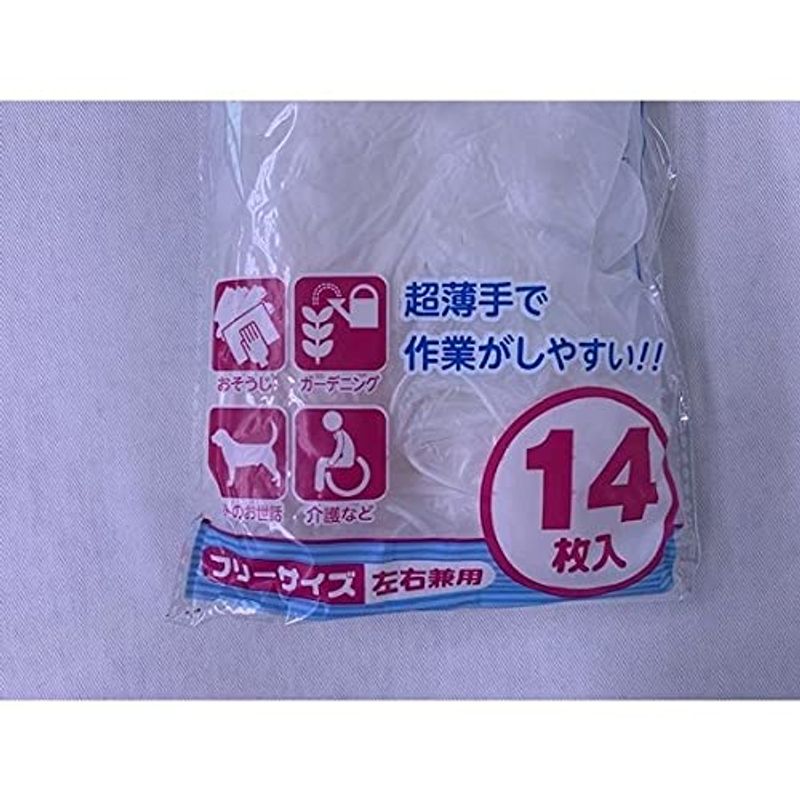 超薄手で
作業がしやすい!!
おそうじ
ガーデニング
のお世話
介護など
14
枚入
フリーサイズ 左右兼用